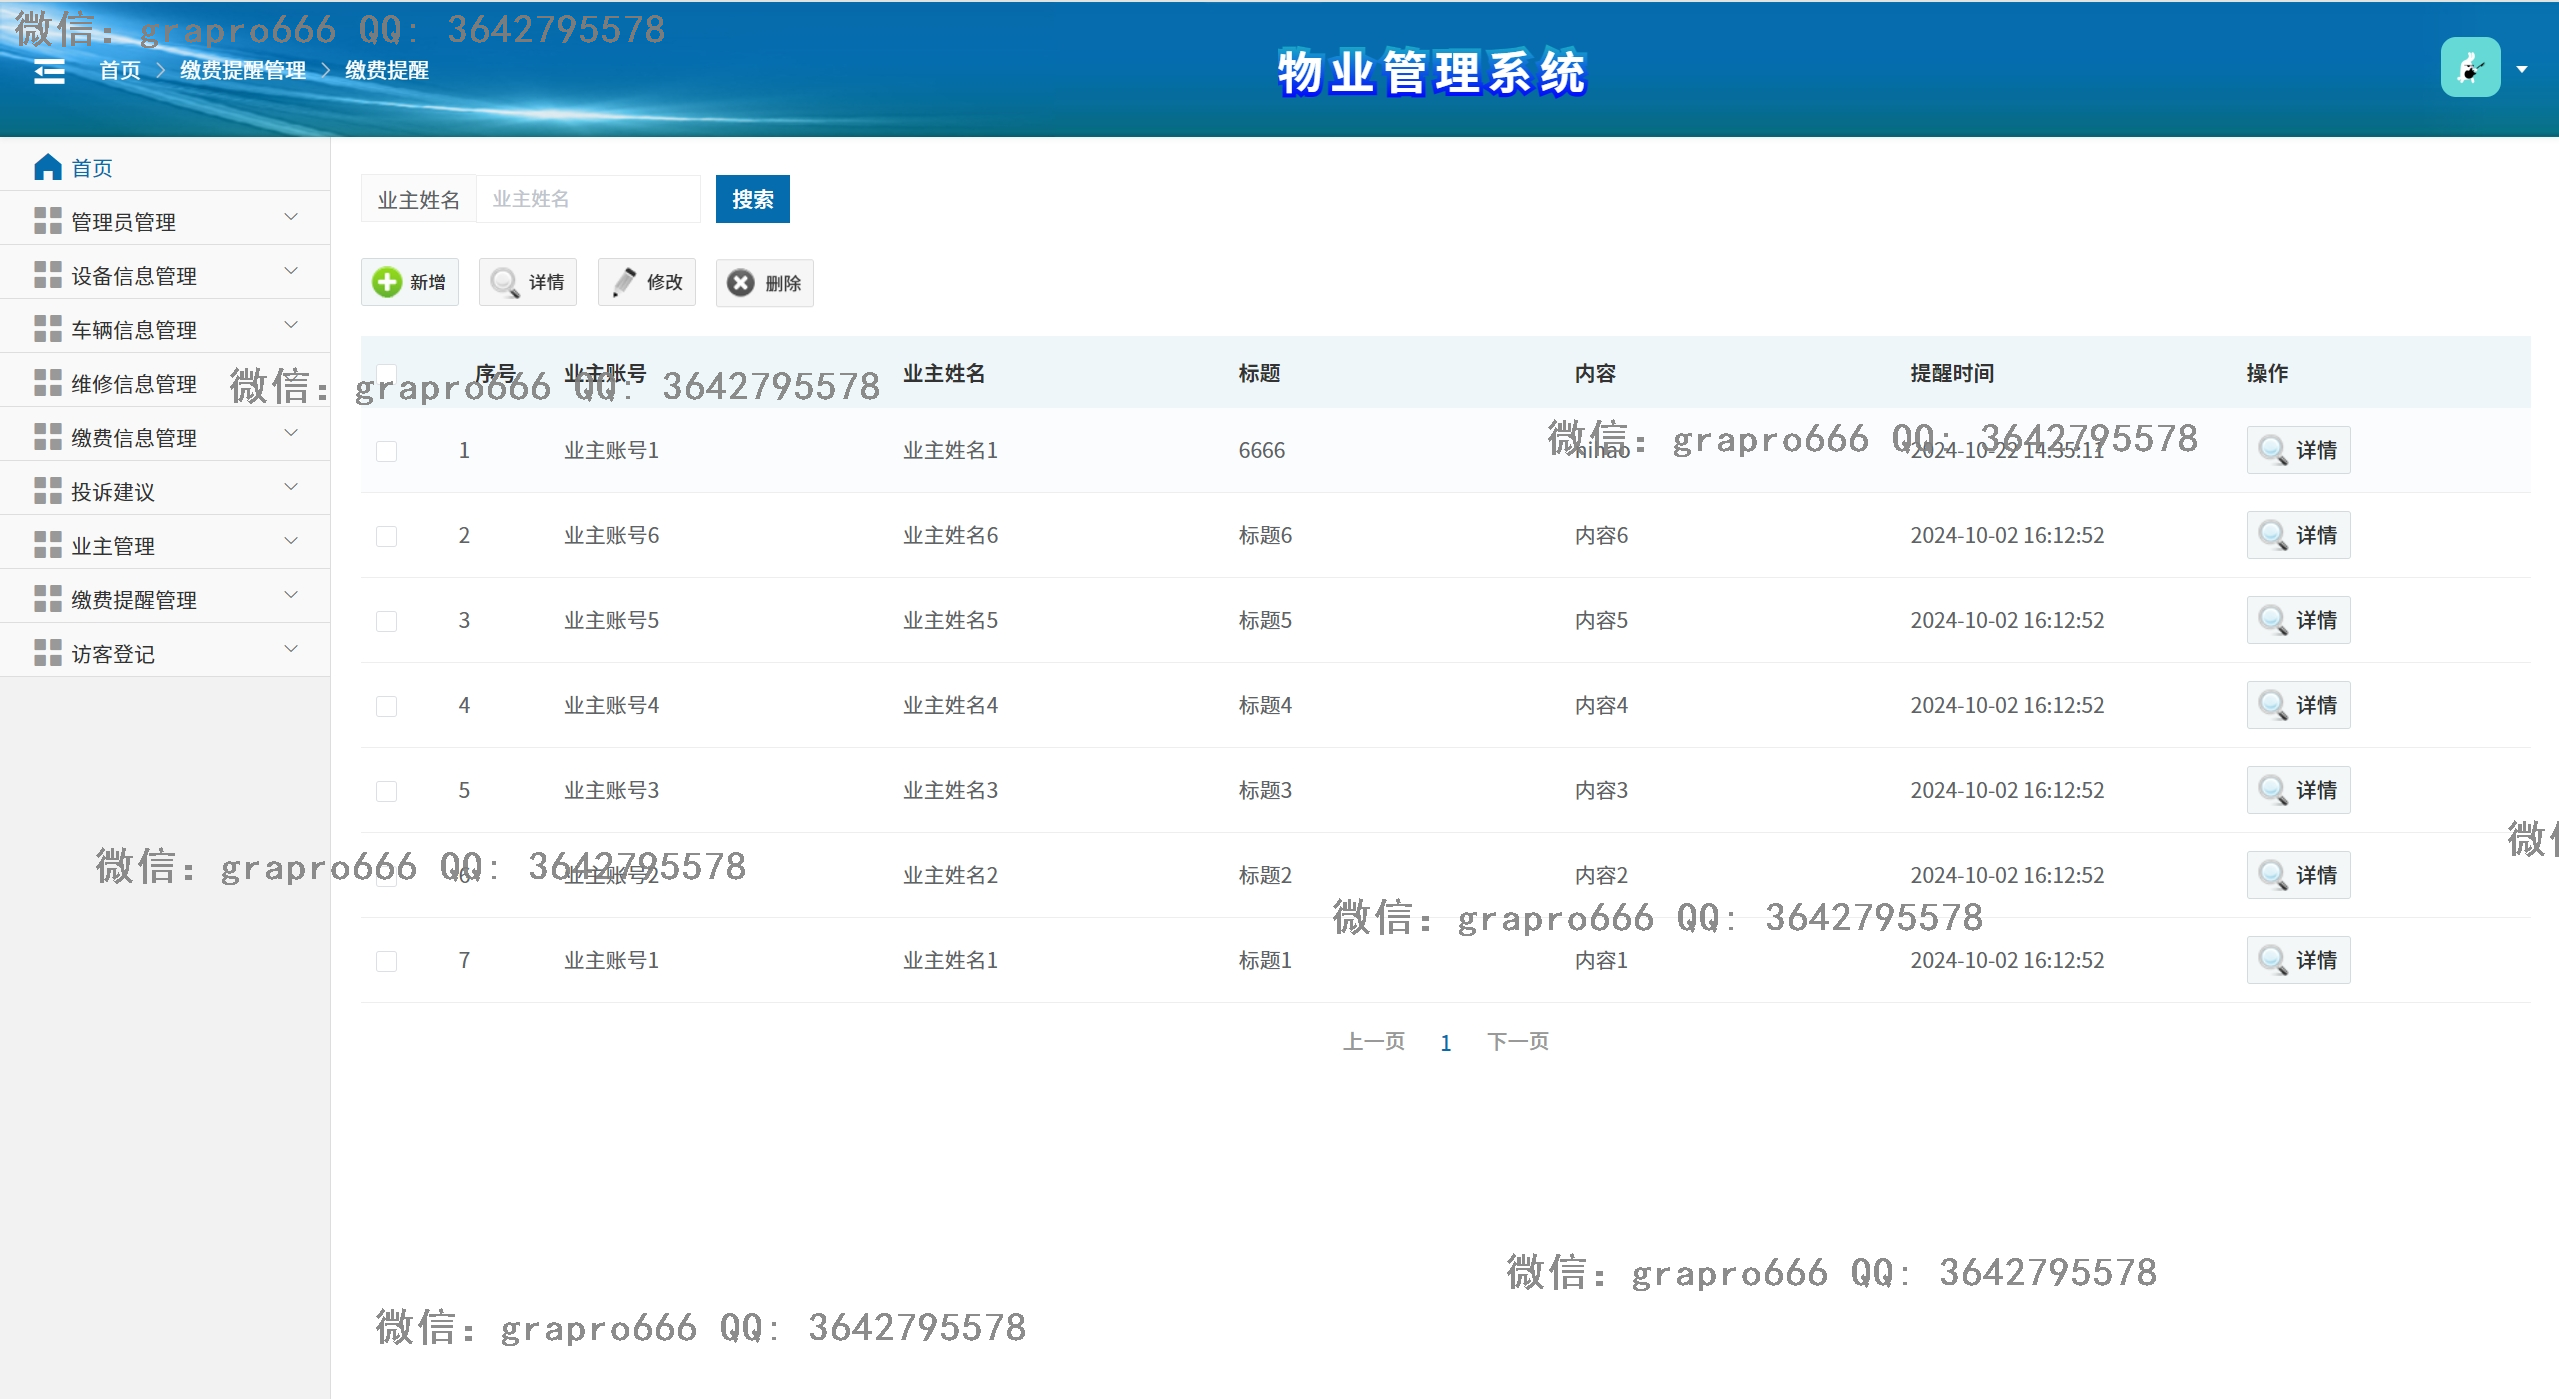 微信: grapro666 QQ: 3642795578
首页 > 缴费提醒管理 > 缴费提醒
物业管理系统
首页
管理员管理
设备信息管理
车辆信息管理
维修信息管理
缴费信息管理
投诉建议
业主管理
缴费提醒管理
访客登记
业主姓名 业主姓名 搜索
新增 详情 修改 删除
序号 业主账号 业主姓名 标题 内容 提醒时间 操作
微信: grapro666 QQ: 3642795578
微信: grapro666 QQ: 3642795578
1 业主账号1 业主姓名1 6666 nihao 2024-10-22 14:35:11 详情
2 业主账号6 业主姓名6 标题6 内容6 2024-10-02 16:12:52 详情
3 业主账号5 业主姓名5 标题5 内容5 2024-10-02 16:12:52 详情
4 业主账号4 业主姓名4 标题4 内容4 2024-10-02 16:12:52 详情
5 业主账号3 业主姓名3 标题3 内容3 2024-10-02 16:12:52 详情
微
微信: grapro666 QQ: 3642795578
6 业主账号2 业主姓名2 标题2 内容2 2024-10-02 16:12:52 详情
微信: grapro666 QQ: 3642795578
7 业主账号1 业主姓名1 标题1 内容1 2024-10-02 16:12:52 详情
上一页 1 下一页
微信: grapro666 QQ: 3642795578
微信: grapro666 QQ: 3642795578